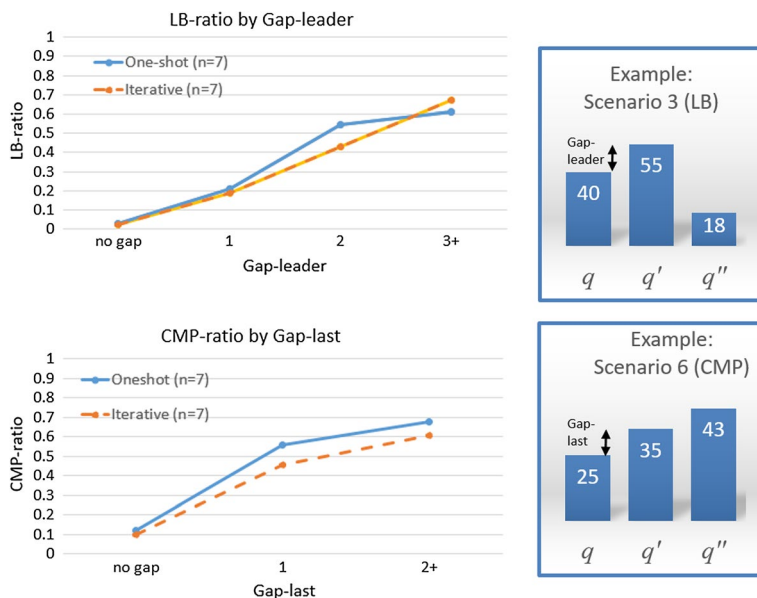 LB-ratio by Gap-leader
1
0.9
0.8
0.7
0.6
0.5
0.4
0.3
0.2
0.1
0
LB-ratio
One-shot (n=7)
Iterative (n=7)
no gap 1 2 3+
Gap-leader
Example:
Scenario 3 (LB)
Gap-
leader
40 55 18
q q′ q″
CMP-ratio by Gap-last
1
0.9
0.8
0.7
0.6
0.5
0.4
0.3
0.2
0.1
0
CMP-ratio
Oneshot (n=7)
Iterative (n=7)
no gap 1 2+
Gap-last
Example:
Scenario 6 (CMP)
Gap-
last
25 35 43
q q′ q″